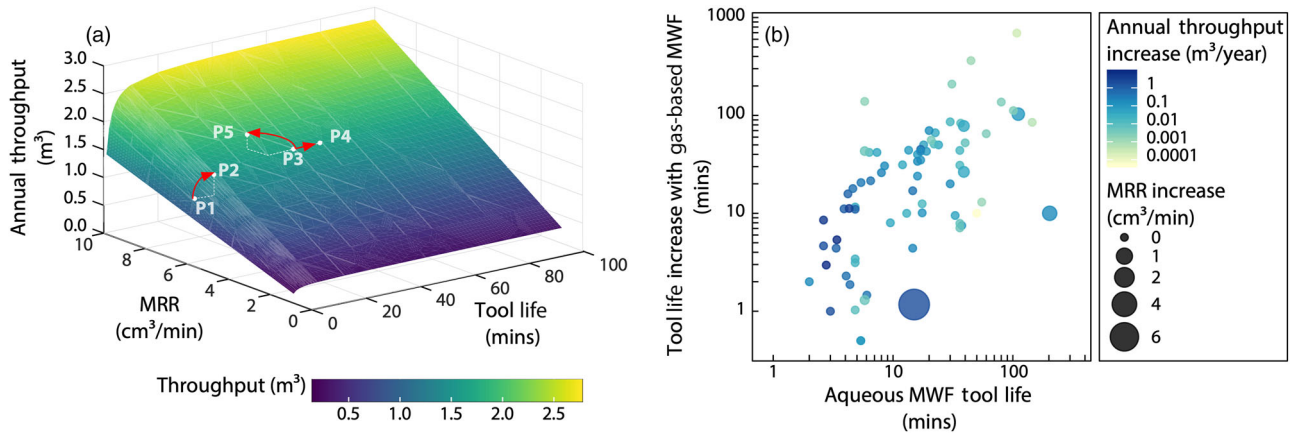 (a)
Annual throughput
(m³)
3.0
2.5
2.0
1.5
1.0
0.5
0.0
10
8
6
4
2
0
MRR
(cm³/min)
0
20
40
60
80
100
Tool life
(mins)
P1
P2
P3
P4
P5
Throughput (m³)
0.5
1.0
1.5
2.0
2.5
(b)
Tool life increase with gas-based MWF
(mins)
1000
100
10
1
1
10
100
Aqueous MWF tool life
(mins)
Annual throughput
increase (m³/year)
1
0.1
0.01
0.001
0.0001
MRR increase
(cm³/min)
0
1
2
4
6